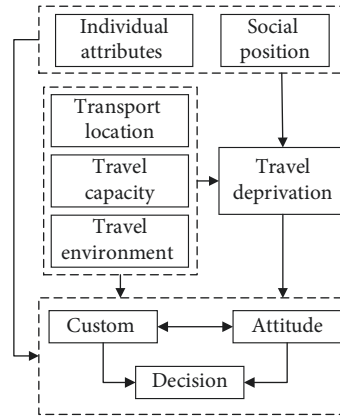 Individual
attributes
Social
position
Transport
location
Travel
capacity
Travel
environment
Travel
deprivation
Custom
Attitude
Decision